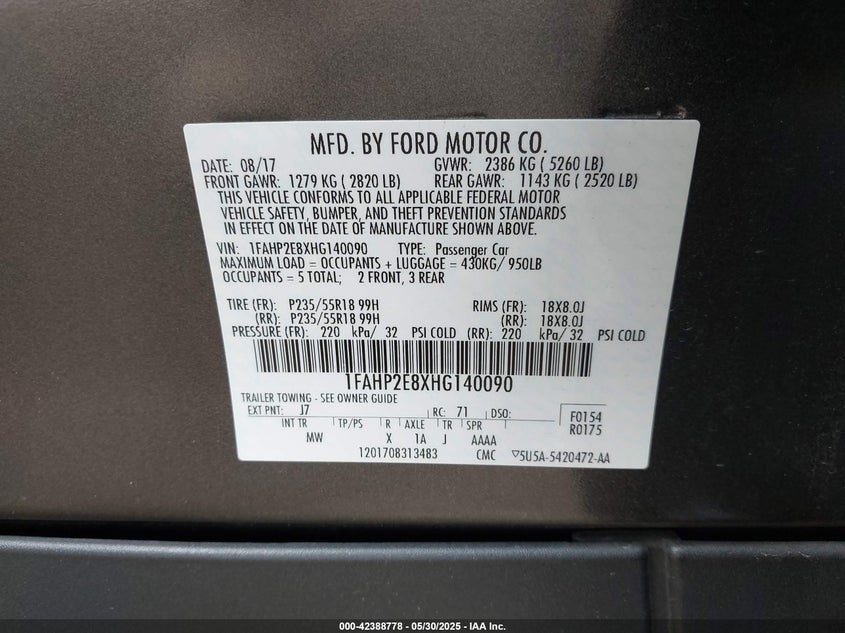 MFD. BY FORD MOTOR CO.
DATE: 08/17 GVWR: 2386 KG ( 5260 LB)
FRONT GAWR: 1279 KG ( 2820 LB) REAR GAWR: 1143 KG ( 2520 LB)
THIS VEHICLE CONFORMS TO ALL APPLICABLE FEDERAL MOTOR
VEHICLE SAFETY, BUMPER, AND THEFT PREVENTION STANDARDS
IN EFFECT ON THE DATE OF MANUFACTURE SHOWN ABOVE.
VIN: 1FAHP2E8XHG140090 TYPE: Passenger Car
MAXIMUM LOAD = OCCUPANTS + LUGGAGE = 430KG/ 950LB
OCCUPANTS = 5 TOTAL; 2 FRONT, 3 REAR
TIRE (FR): P235/55R18 99H RIMS (FR): 18X8.0J
(RR): P235/55R18 99H (RR): 18X8.0J
PRESSURE (FR): 220 kPa/ 32 PSI COLD (RR): 220 kPa/ 32 PSI COLD
1FAHP2E8XHG140090
TRAILER TOWING - SEE OWNER GUIDE
EXT PNT: J7 RC: 71 DSO: F0154
INT TR TP/PS R AXLE TR SPR R0175
MW X 1A J AAAA
1201708313483 CMC ▽5U5A-5420472-AA
000-42388778 - 05/30/2025 - IAA Inc.